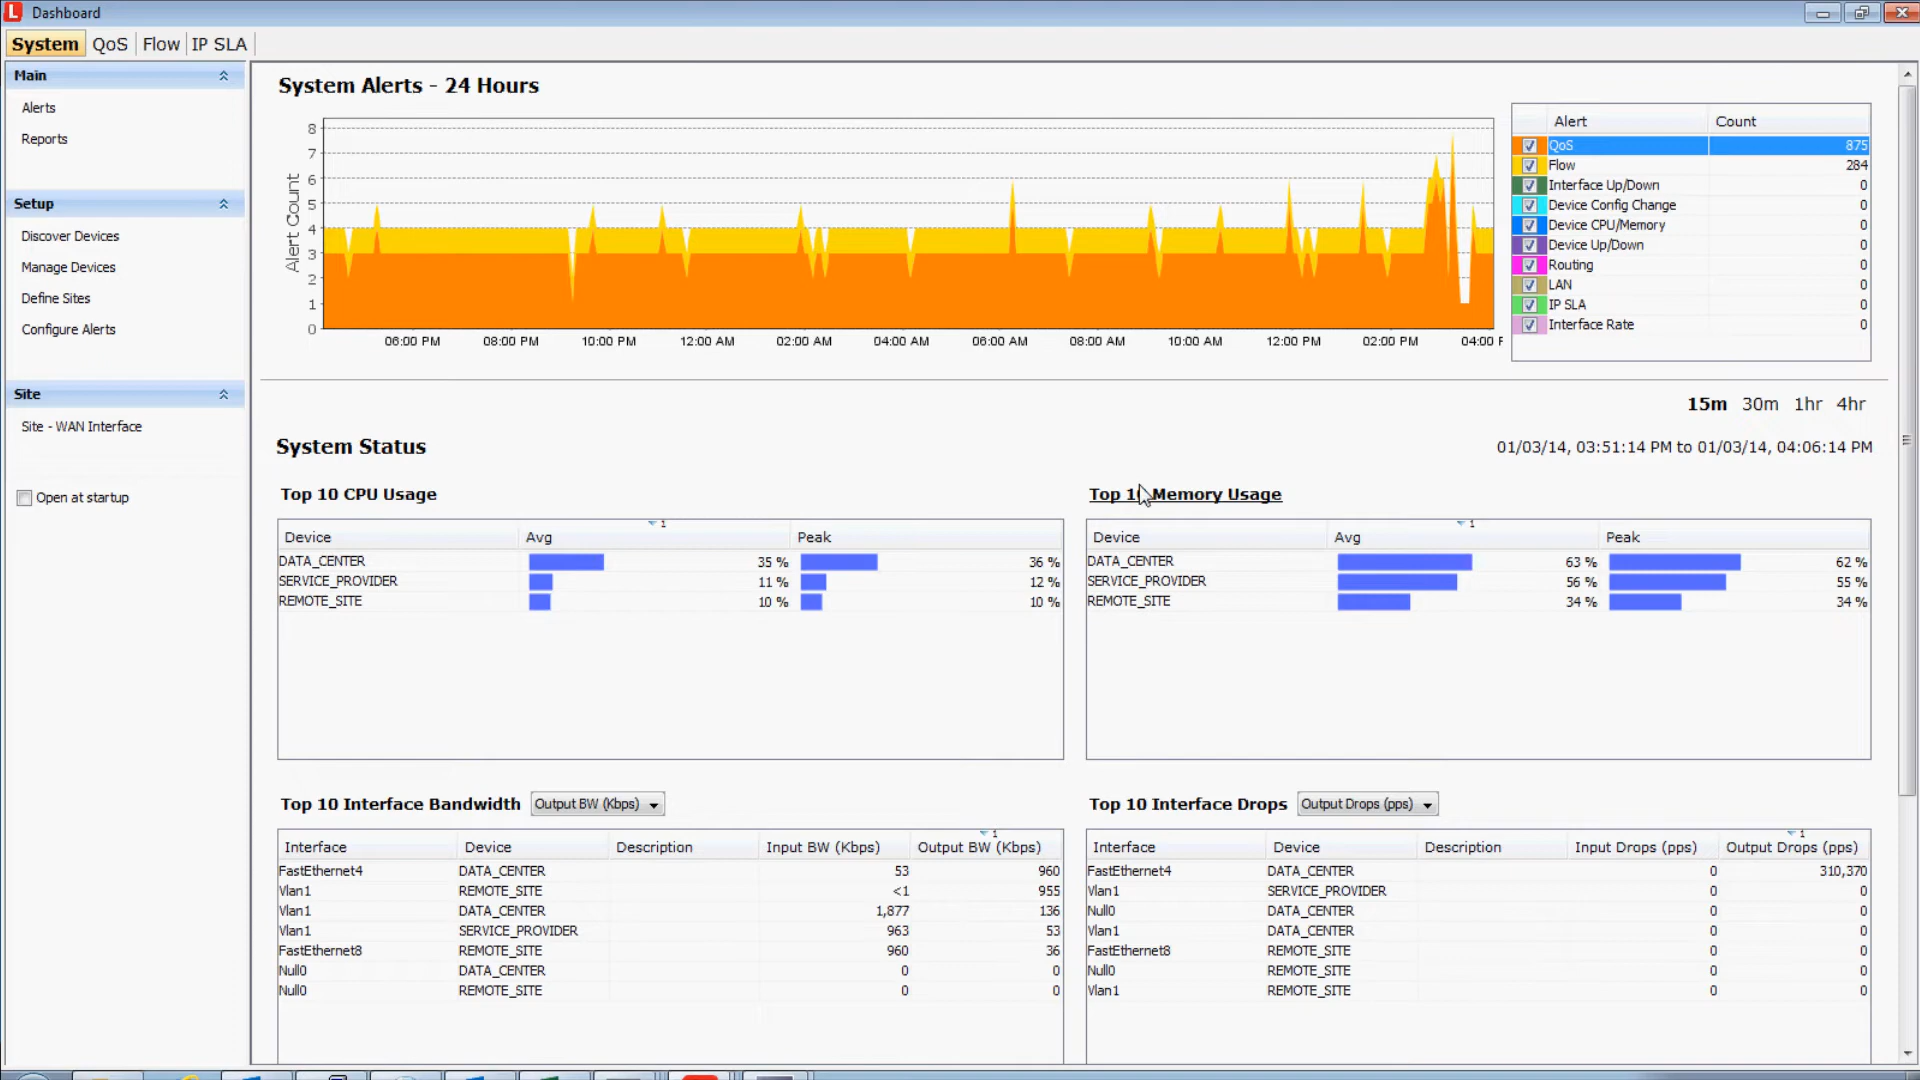 L Dashboard
System QoS Flow IP SLA
Main
Alerts
Reports
Setup
Discover Devices
Manage Devices
Define Sites
Configure Alerts
Site
Site - WAN Interface
Open at startup
System Alerts - 24 Hours
Alert Count
8
7
6
5
4
3
2
1
0
06:00 PM 08:00 PM 10:00 PM 12:00 AM 02:00 AM 04:00 AM 06:00 AM 08:00 AM 10:00 AM 12:00 PM 02:00 PM 04:00 P
Alert Count
QoS 875
Flow 284
Interface Up/Down 0
Device Config Change 0
Device CPU/Memory 0
Device Up/Down 0
Routing 0
LAN 0
IP SLA 0
Interface Rate 0
15m 30m 1hr 4hr
System Status
01/03/14, 03:51:14 PM to 01/03/14, 04:06:14 PM
Top 10 CPU Usage
1
Device Avg Peak
DATA_CENTER 35 % 36 %
SERVICE_PROVIDER 11 % 12 %
REMOTE_SITE 10 % 10 %
Top 10 Memory Usage
1
Device Avg Peak
DATA_CENTER 63 % 62 %
SERVICE_PROVIDER 56 % 55 %
REMOTE_SITE 34 % 34 %
Top 10 Interface Bandwidth Output BW (Kbps)
1
Interface Device Description Input BW (Kbps) Output BW (Kbps)
FastEthernet4 DATA_CENTER 53 960
Vlan1 REMOTE_SITE <1 955
Vlan1 DATA_CENTER 1,877 136
Vlan1 SERVICE_PROVIDER 963 53
FastEthernet8 REMOTE_SITE 960 36
Null0 DATA_CENTER 0 0
Null0 REMOTE_SITE 0 0
Top 10 Interface Drops Output Drops (pps)
1
Interface Device Description Input Drops (pps) Output Drops (pps)
FastEthernet4 DATA_CENTER 0 310,370
Vlan1 SERVICE_PROVIDER 0 0
Null0 DATA_CENTER 0 0
Vlan1 DATA_CENTER 0 0
FastEthernet8 REMOTE_SITE 0 0
Null0 REMOTE_SITE 0 0
Vlan1 REMOTE_SITE 0 0